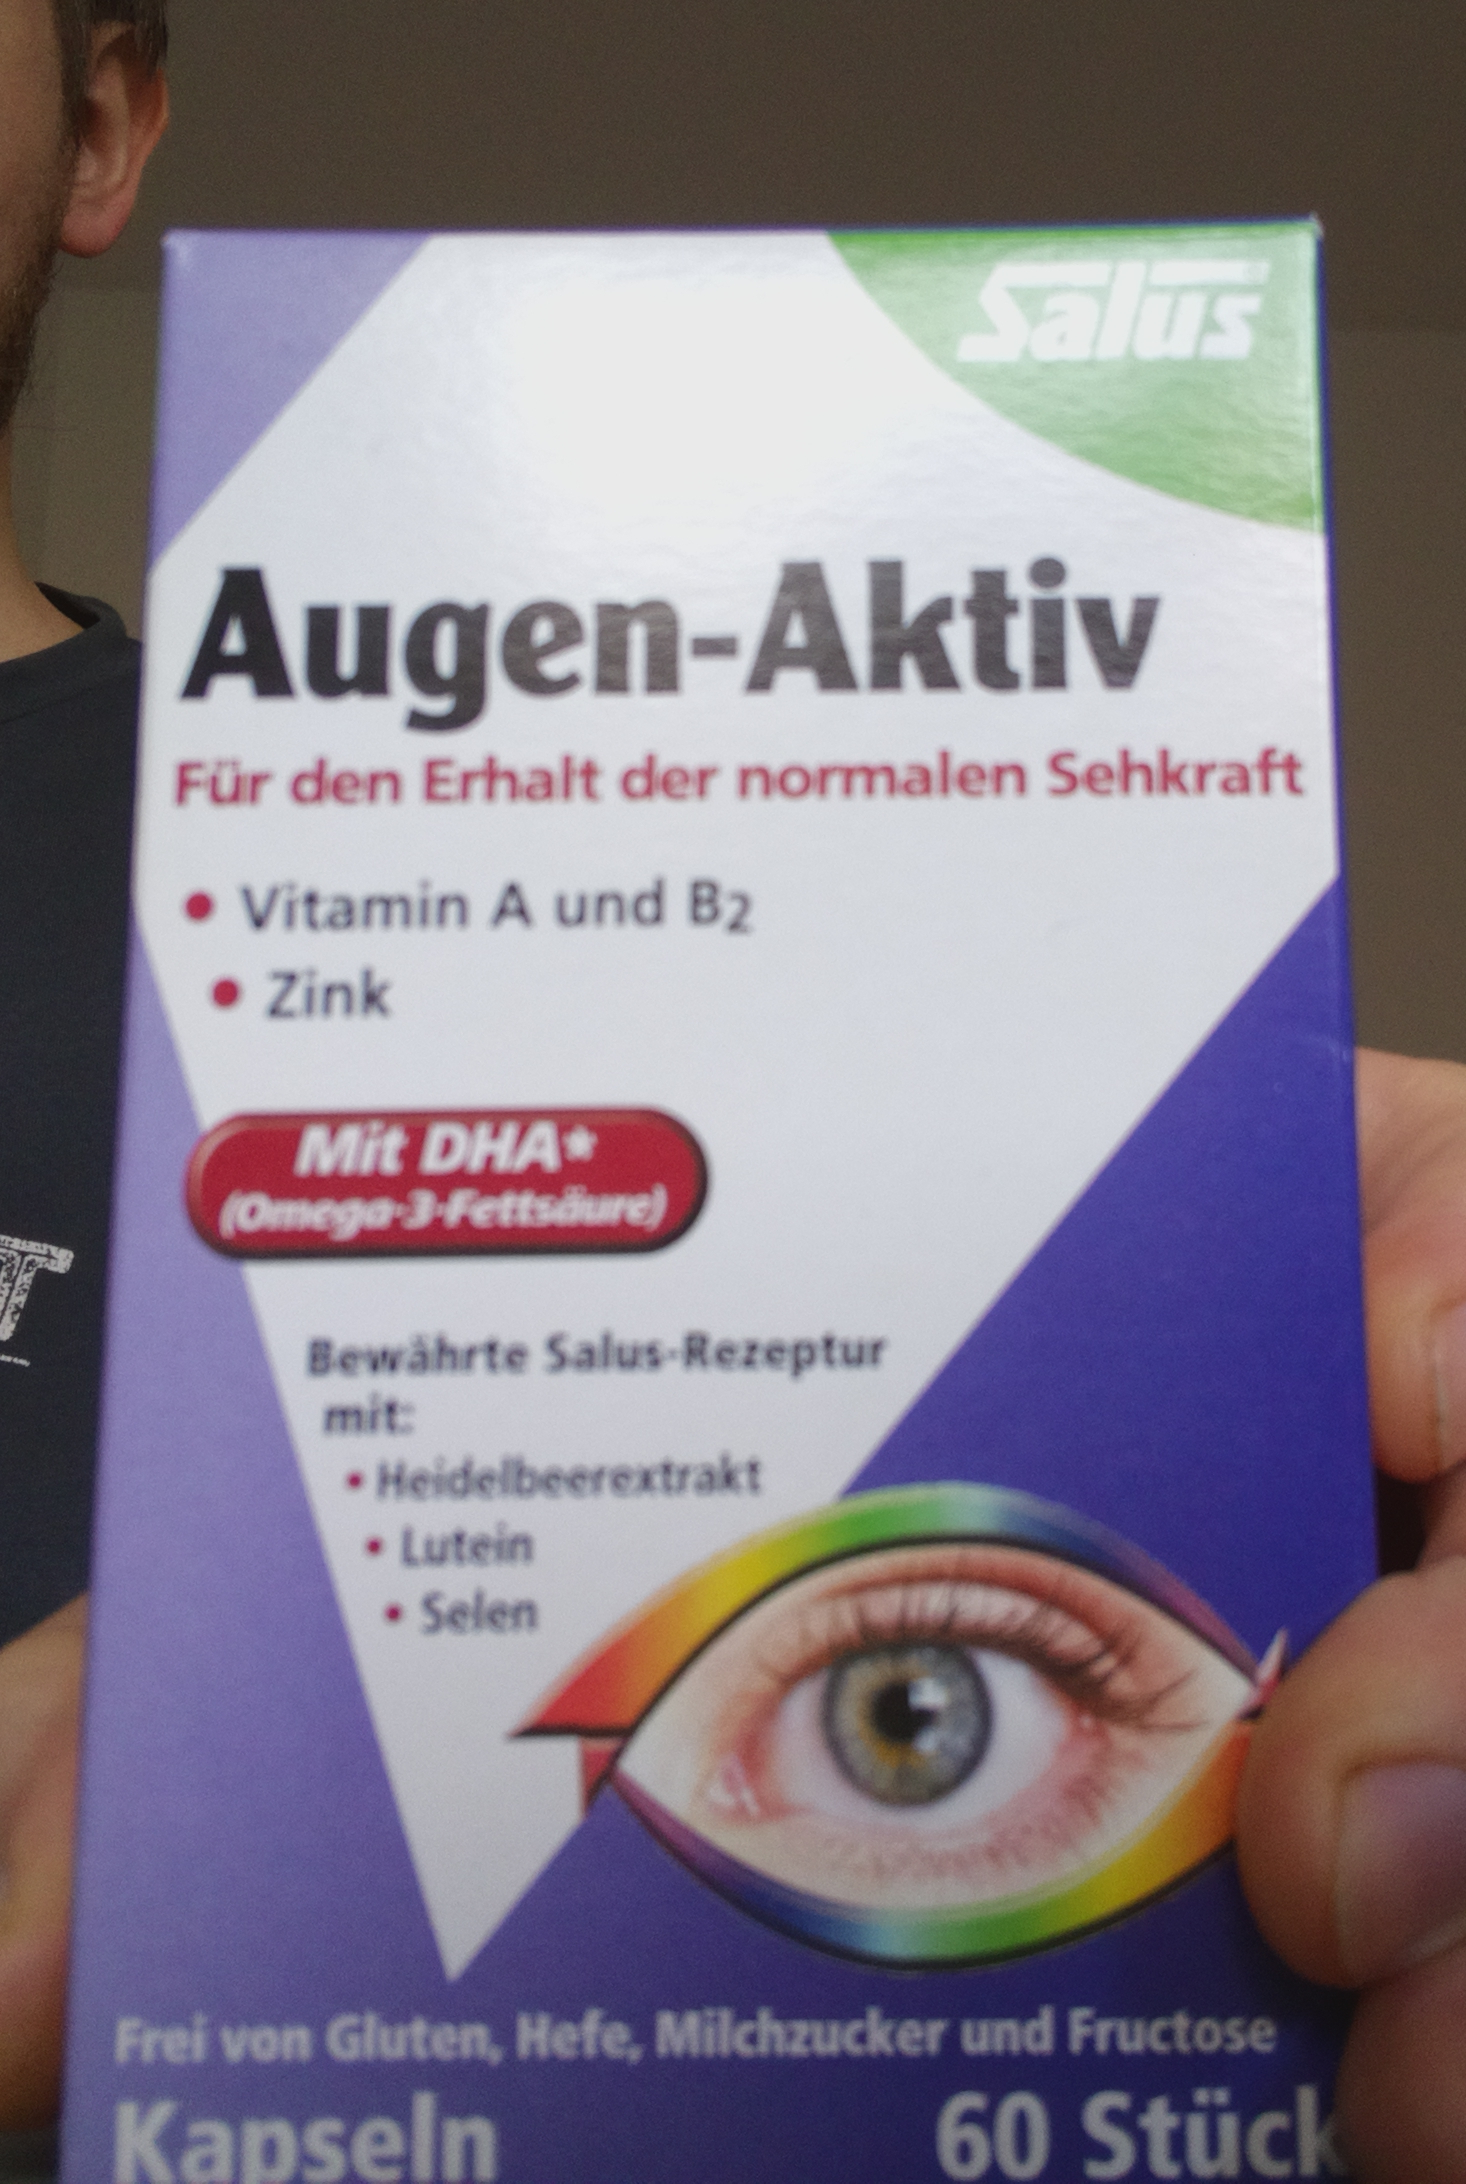 Salus
Augen-Aktiv
Für den Erhalt der normalen Sehkraft
• Vitamin A und B2
• Zink
Mit DHA*
(Omega-3-Fettsäure)
Bewährte Salus-Rezeptur
mit:
• Heidelbeerextrakt
• Lutein
• Selen
Frei von Gluten, Hefe, Milchzucker und Fructose
Kapseln 60 Stück